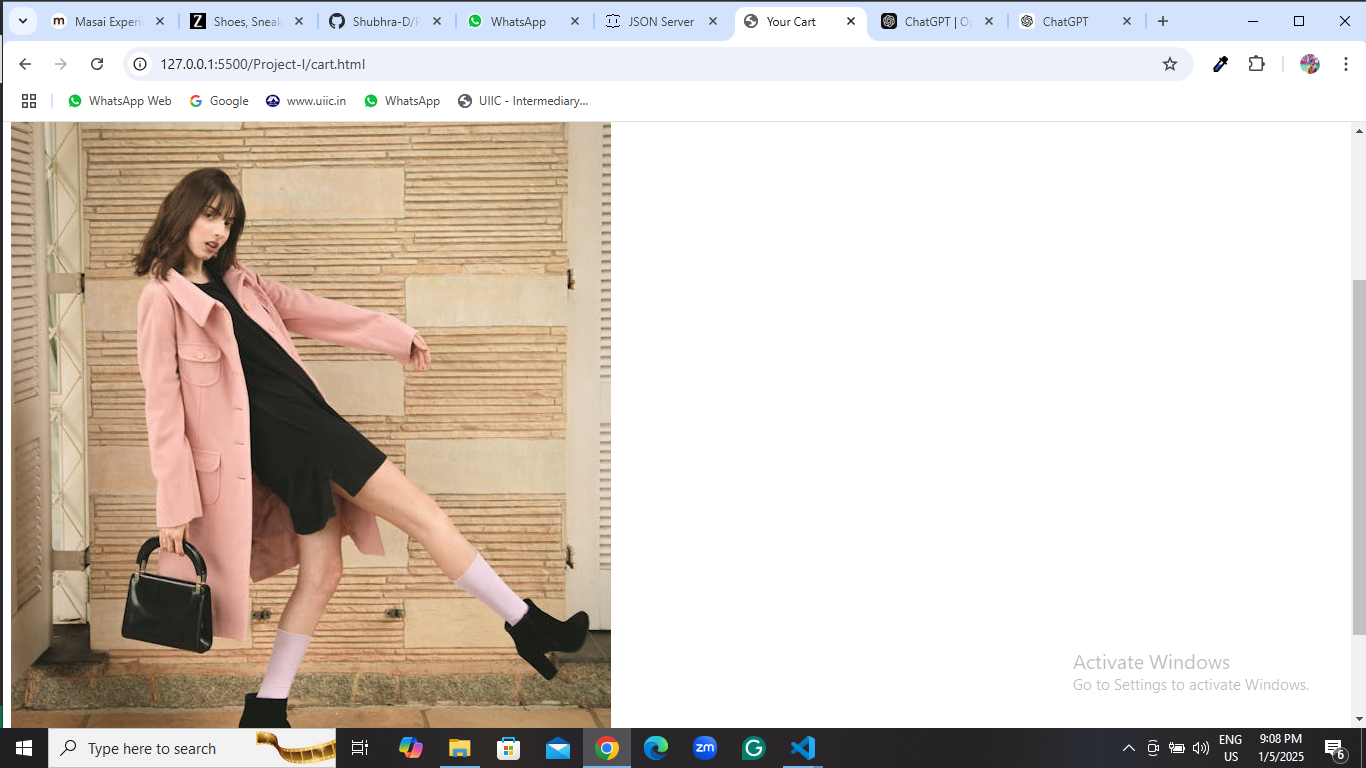 Masai Experi
Shoes, Sneak
Shubhra-D/P
WhatsApp
JSON Server
Your Cart
ChatGPT | Op
ChatGPT
127.0.0.1:5500/Project-I/cart.html
WhatsApp Web
Google
www.uiic.in
WhatsApp
UIIC - Intermediary...
Activate Windows
Go to Settings to activate Windows.
Type here to search
zm
ENG
US
9:08 PM
1/5/2025
6